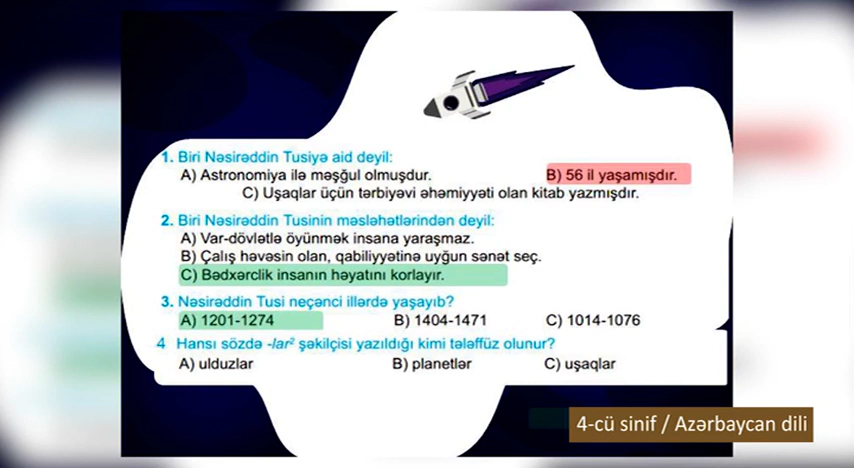 1. Biri Nəsirəddin Tusiyə aid deyil:
A) Astronomiya ilə məşğul olmuşdur. B) 56 il yaşamışdır.
C) Uşaqlar üçün tərbiyəvi əhəmiyyəti olan kitab yazmışdır.
2. Biri Nəsirəddin Tusinin məsləhətlərindən deyil:
A) Var-dövlətlə öyünmək insana yaraşmaz.
B) Çalış həvəsin olan, qabiliyyətinə uyğun sənət seç.
C) Bədxərclik insanın həyatını korlayır.
3. Nəsirəddin Tusi neçənci illərdə yaşayıb?
A) 1201-1274 B) 1404-1471 C) 1014-1076
4 Hansı sözdə -lar² şəkilçisi yazıldığı kimi tələffüz olunur?
A) ulduzlar B) planetlər C) uşaqlar
4-cü sinif / Azərbaycan dili